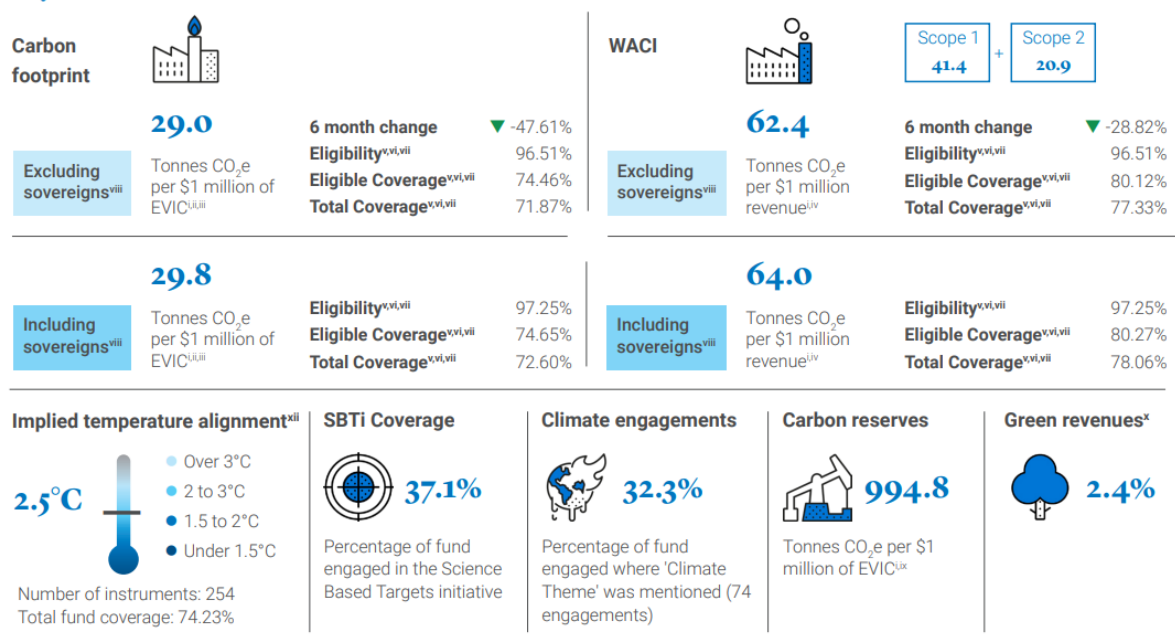 Carbon
footprint
29.0
Excluding
sovereignsviii
Tonnes CO2e
per $1 million of
EVICi,ii,iii
6 month change ▼ -47.61%
Eligibilityv,vi,vii 96.51%
Eligible Coveragev,vi,vii 74.46%
Total Coveragev,vi,vii 71.87%
WACI
Scope 1
41.4
+
Scope 2
20.9
62.4
Excluding
sovereignsviii
Tonnes CO2e
per $1 million
revenuei,iv
6 month change ▼ -28.82%
Eligibilityv,vi,vii 96.51%
Eligible Coveragev,vi,vii 80.12%
Total Coveragev,vi,vii 77.33%
29.8
Including
sovereignsviii
Tonnes CO2e
per $1 million of
EVICi,ii,iii
Eligibilityv,vi,vii 97.25%
Eligible Coveragev,vi,vii 74.65%
Total Coveragev,vi,vii 72.60%
64.0
Including
sovereignsviii
Tonnes CO2e
per $1 million
revenuei,iv
Eligibilityv,vi,vii 97.25%
Eligible Coveragev,vi,vii 80.27%
Total Coveragev,vi,vii 78.06%
Implied temperature alignmentxii
2.5°C
Over 3°C
2 to 3°C
1.5 to 2°C
Under 1.5°C
Number of instruments: 254
Total fund coverage: 74.23%
SBTi Coverage
37.1%
Percentage of fund
engaged in the Science
Based Targets initiative
Climate engagements
32.3%
Percentage of fund
engaged where 'Climate
Theme' was mentioned (74
engagements)
Carbon reserves
994.8
Tonnes CO2e per $1
million of EVICi,ix
Green revenuesx
2.4%